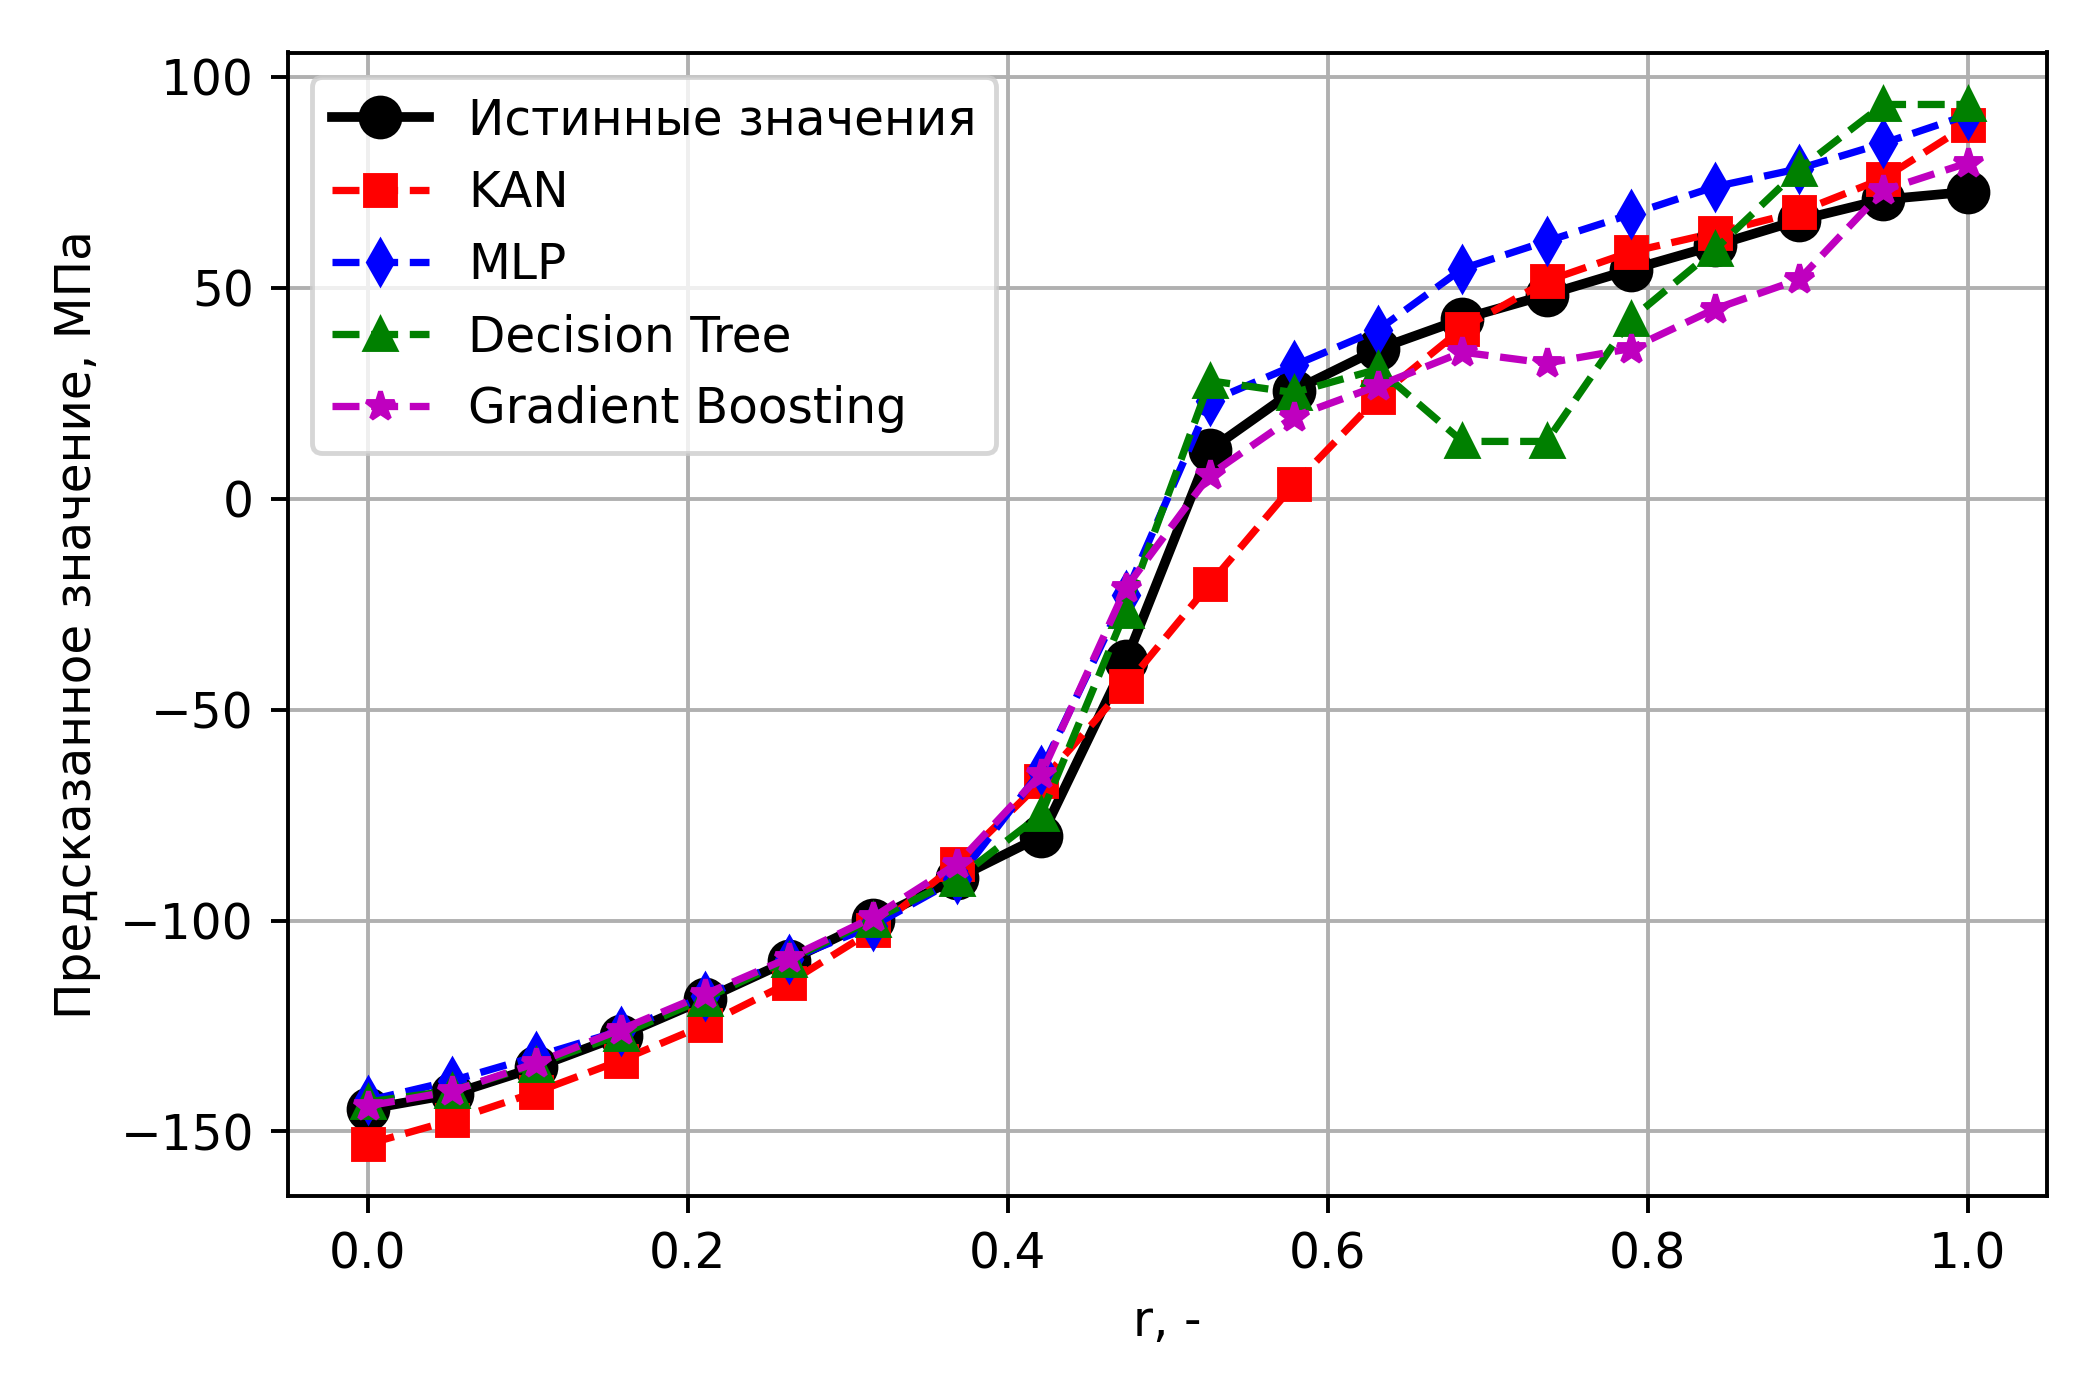 Предсказанное значение, МПа
100
50
0
−50
−100
−150
Истинные значения
KAN
MLP
Decision Tree
Gradient Boosting
0.0 0.2 0.4 0.6 0.8 1.0
r, -